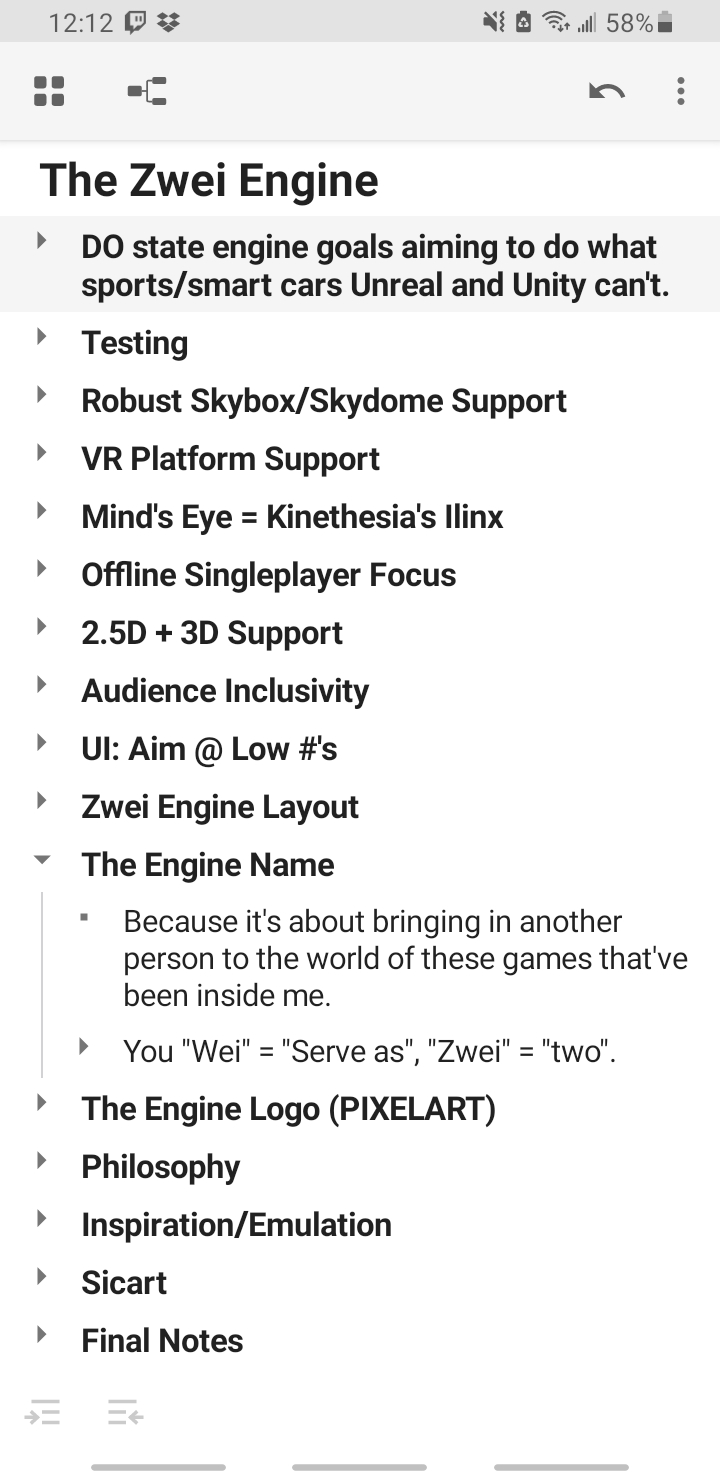 12:12 58%
The Zwei Engine
DO state engine goals aiming to do what
sports/smart cars Unreal and Unity can't.
Testing
Robust Skybox/Skydome Support
VR Platform Support
Mind's Eye = Kinethesia's Ilinx
Offline Singleplayer Focus
2.5D + 3D Support
Audience Inclusivity
UI: Aim @ Low #'s
Zwei Engine Layout
The Engine Name
Because it's about bringing in another
person to the world of these games that've
been inside me.
You "Wei" = "Serve as", "Zwei" = "two".
The Engine Logo (PIXELART)
Philosophy
Inspiration/Emulation
Sicart
Final Notes